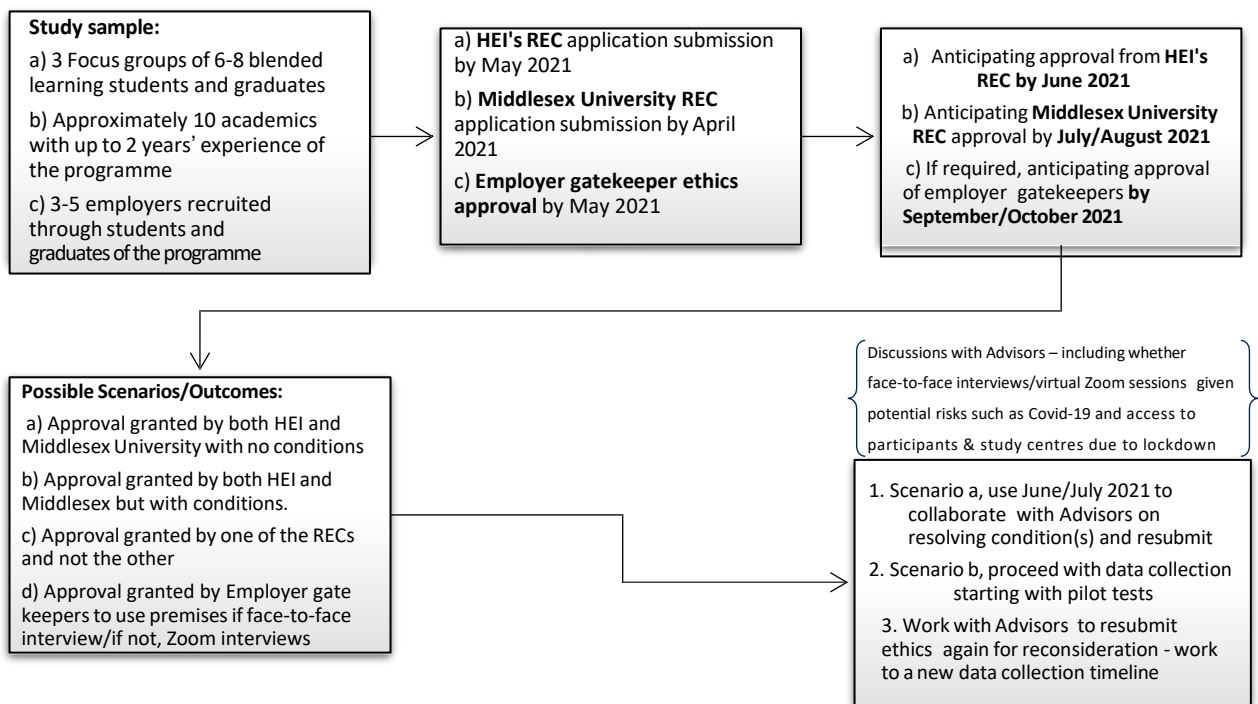 Study sample:
a) 3 Focus groups of 6-8 blended
learning students and graduates
b) Approximately 10 academics
with up to 2 years’ experience of
the programme
c) 3-5 employers recruited
through students and
graduates of the programme
a) HEI's REC application submission
by May 2021
b) Middlesex University REC
application submission by April
2021
c) Employer gatekeeper ethics
approval by May 2021
a) Anticipating approval from HEI's
REC by June 2021
b) Anticipating Middlesex University
REC approval by July/August 2021
c) If required, anticipating approval
of employer gatekeepers by
September/October 2021
Possible Scenarios/Outcomes:
a) Approval granted by both HEI and
Middlesex University with no conditions
b) Approval granted by both HEI and
Middlesex but with conditions.
c) Approval granted by one of the RECs
and not the other
d) Approval granted by Employer gate
keepers to use premises if face-to-face
interview/if not, Zoom interviews
Discussions with Advisors – including whether
face-to-face interviews/virtual Zoom sessions given
potential risks such as Covid-19 and access to
participants & study centres due to lockdown
1. Scenario a, use June/July 2021 to
collaborate with Advisors on
resolving condition(s) and resubmit
2. Scenario b, proceed with data collection
starting with pilot tests
3. Work with Advisors to resubmit
ethics again for reconsideration - work
to a new data collection timeline